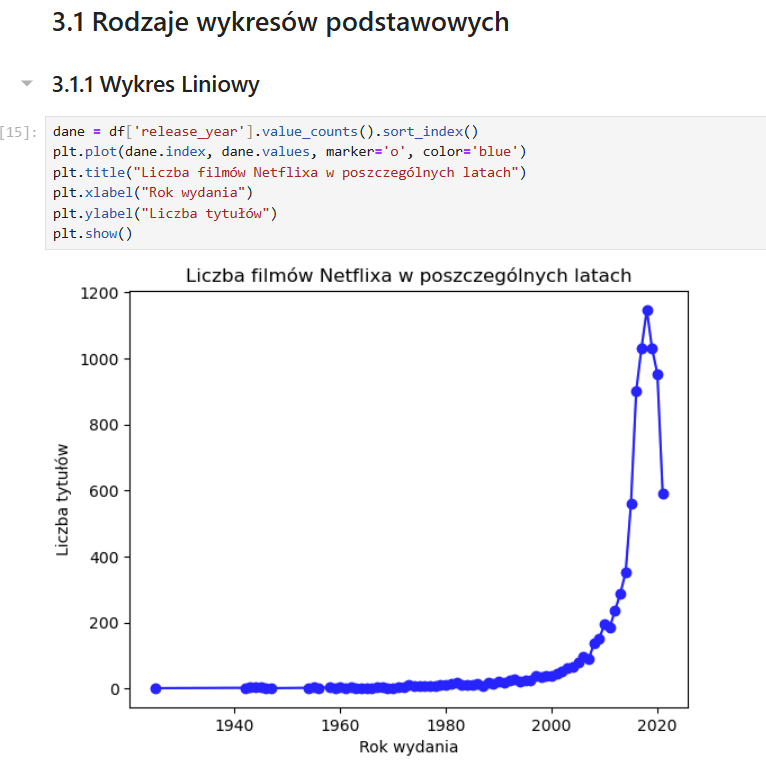 3.1 Rodzaje wykresów podstawowych
3.1.1 Wykres Liniowy
[15]:
dane = df['release_year'].value_counts().sort_index()
plt.plot(dane.index, dane.values, marker='o', color='blue')
plt.title("Liczba filmów Netflixa w poszczególnych latach")
plt.xlabel("Rok wydania")
plt.ylabel("Liczba tytułów")
plt.show()
Liczba filmów Netflixa w poszczególnych latach
1200
1000
800
600
400
200
0
Liczba tytułów
1940 1960 1980 2000 2020
Rok wydania